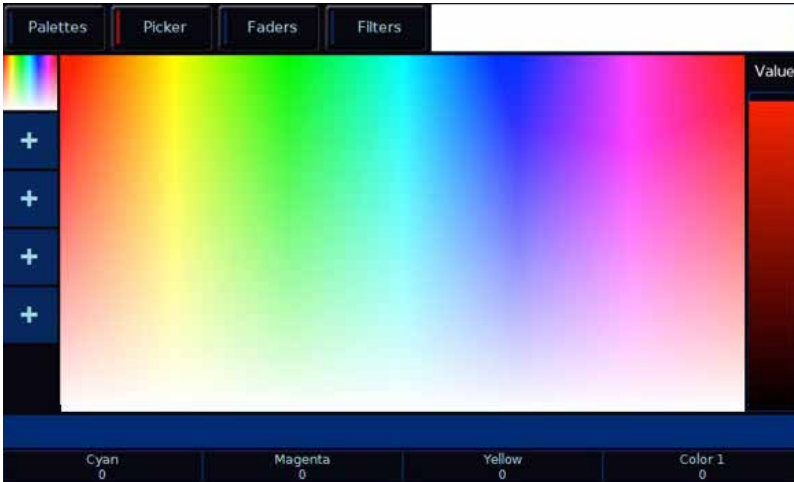 Palettes
Picker
Faders
Filters
Value
+
+
+
+
Cyan
0
Magenta
0
Yellow
0
Color 1
0